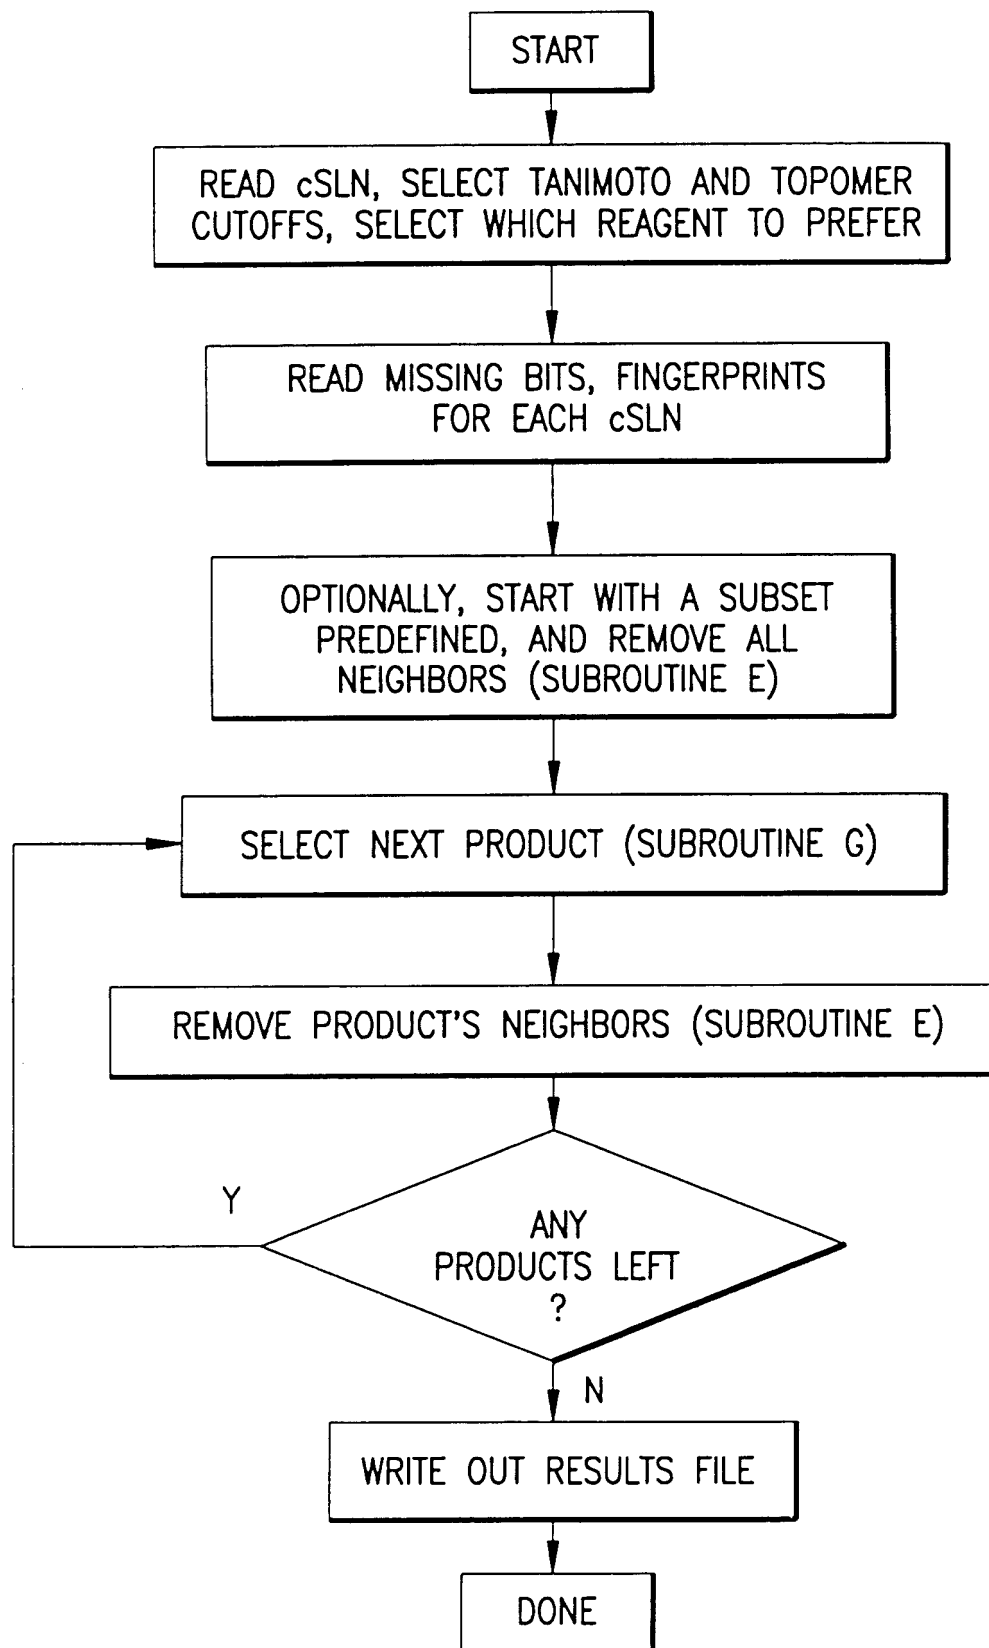 START
READ cSLN, SELECT TANIMOTO AND TOPOMER
CUTOFFS, SELECT WHICH REAGENT TO PREFER
READ MISSING BITS, FINGERPRINTS
FOR EACH cSLN
OPTIONALLY, START WITH A SUBSET
PREDEFINED, AND REMOVE ALL
NEIGHBORS (SUBROUTINE E)
SELECT NEXT PRODUCT (SUBROUTINE G)
REMOVE PRODUCT'S NEIGHBORS (SUBROUTINE E)
Y
ANY
PRODUCTS LEFT
?
N
WRITE OUT RESULTS FILE
DONE